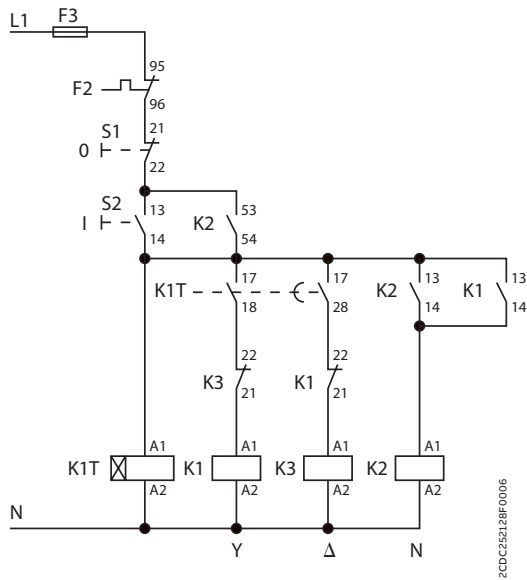 L1 F3
95
F2
96
S1 21
0
22
S2 13 53
I K2
14 54
17 17 13 13
K1T K2 K1
18 28 14 14
22 22
K3 K1
21 21
A1 A1 A1 A1
K1T K1 K3 K2
A2 A2 A2 A2
N
Y Δ N
2CDC252128F0006